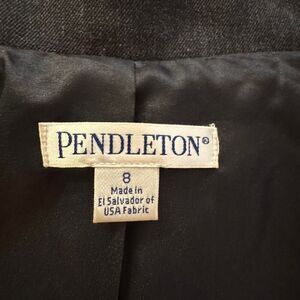 PENDLETON®
8
Made in
El Salvador of
USA Fabric